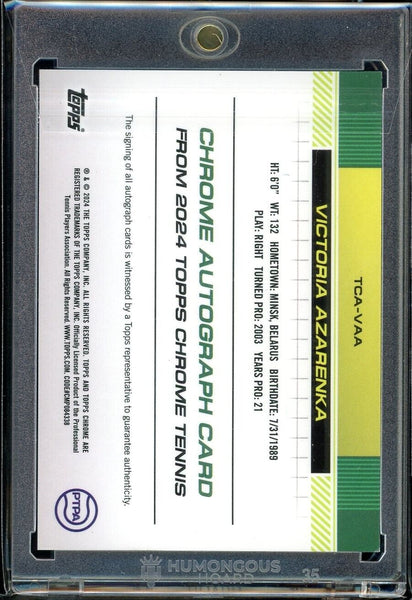 TCA-VAA
VICTORIA AZARENKA
HT: 6'0" WT: 132 HOMETOWN: MINSK, BELARUS BIRTHDATE: 7/31/1989
PLAY: RIGHT TURNED PRO: 2003 YEARS PRO: 21
CHROME AUTOGRAPH CARD
FROM 2024 TOPPS CHROME TENNIS
The signing of all autograph cards is witnessed by a Topps representative to guarantee authenticity.
topps
® & © 2024 THE TOPPS COMPANY, INC. ALL RIGHTS RESERVED. TOPPS AND TOPPS CHROME ARE
REGISTERED TRADEMARKS OF THE TOPPS COMPANY, INC. Officially Licensed Product of the Professional
Tennis Players Association. All Rights Reserved. WWW.TOPPS.COM. CODE#CMP084338
PTPA
HUMONGOUS
HOARD
35